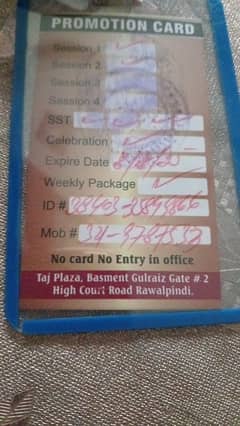 PROMOTION CARD
Session 1
Session 2
Session 3
Session 4
SST
Celebration
Expire Date
Weekly Package
ID #
Mob #
No card No Entry in office
Taj Plaza, Basment Gulraiz Gate # 2
High Court Road Rawalpindi.